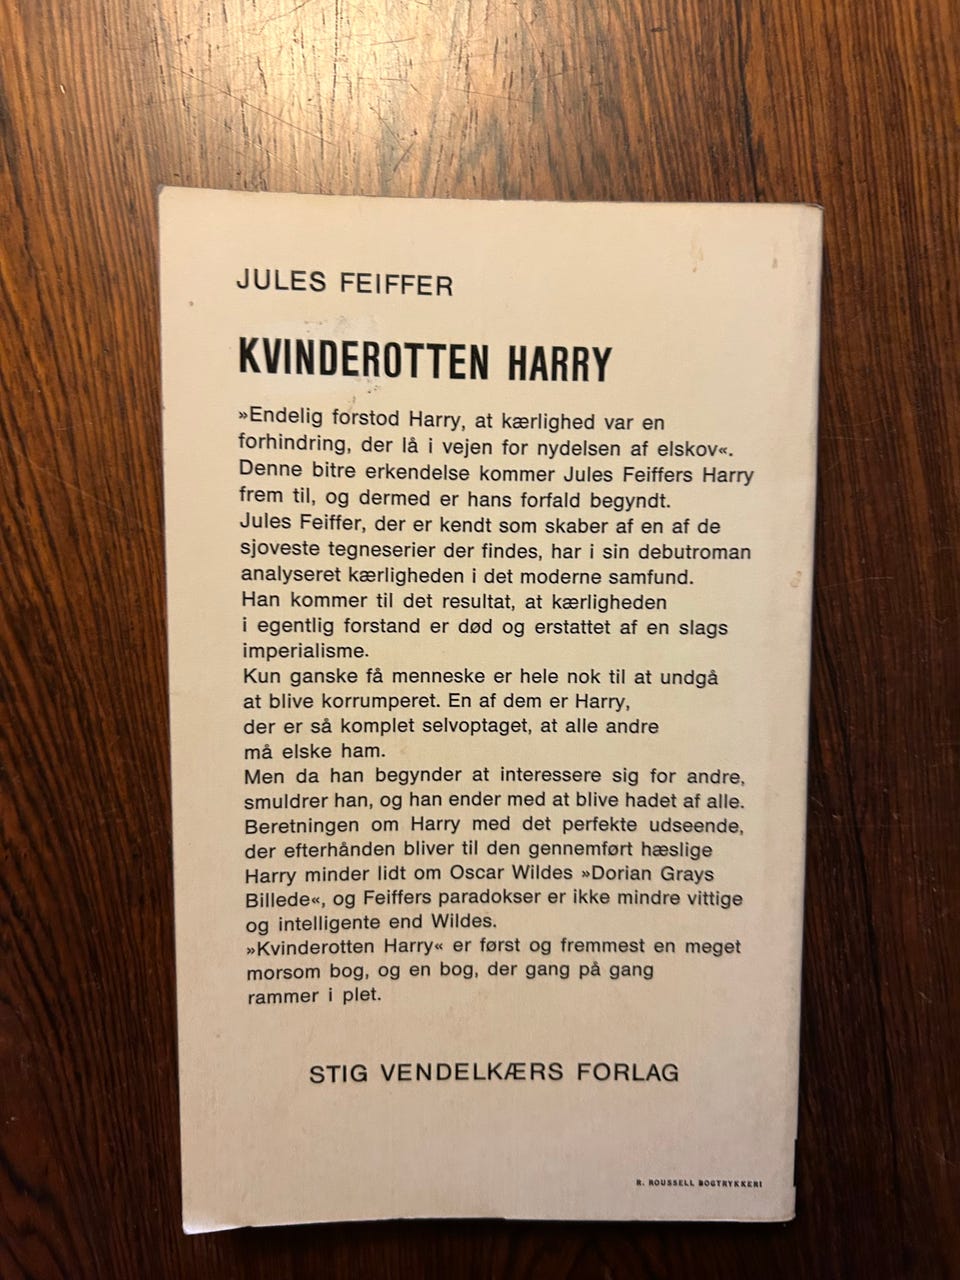 JULES FEIFFER
KVINDEROTTEN HARRY
»Endelig forstod Harry, at kærlighed var en
forhindring, der lå i vejen for nydelsen af elskov«.
Denne bitre erkendelse kommer Jules Feiffers Harry
frem til, og dermed er hans forfald begyndt.
Jules Feiffer, der er kendt som skaber af en af de
sjoveste tegneserier der findes, har i sin debutroman
analyseret kærligheden i det moderne samfund.
Han kommer til det resultat, at kærligheden
i egentlig forstand er død og erstattet af en slags
imperialisme.
Kun ganske få menneske er hele nok til at undgå
at blive korrumperet. En af dem er Harry,
der er så komplet selvoptaget, at alle andre
må elske ham.
Men da han begynder at interessere sig for andre,
smuldrer han, og han ender med at blive hadet af alle.
Beretningen om Harry med det perfekte udseende,
der efterhånden bliver til den gennemført hæslige
Harry minder lidt om Oscar Wildes »Dorian Grays
Billede«, og Feiffers paradokser er ikke mindre vittige
og intelligente end Wildes.
»Kvinderotten Harry« er først og fremmest en meget
morsom bog, og en bog, der gang på gang
rammer i plet.
STIG VENDELKÆRS FORLAG
R. ROUSSELL BOGTRYKKERI